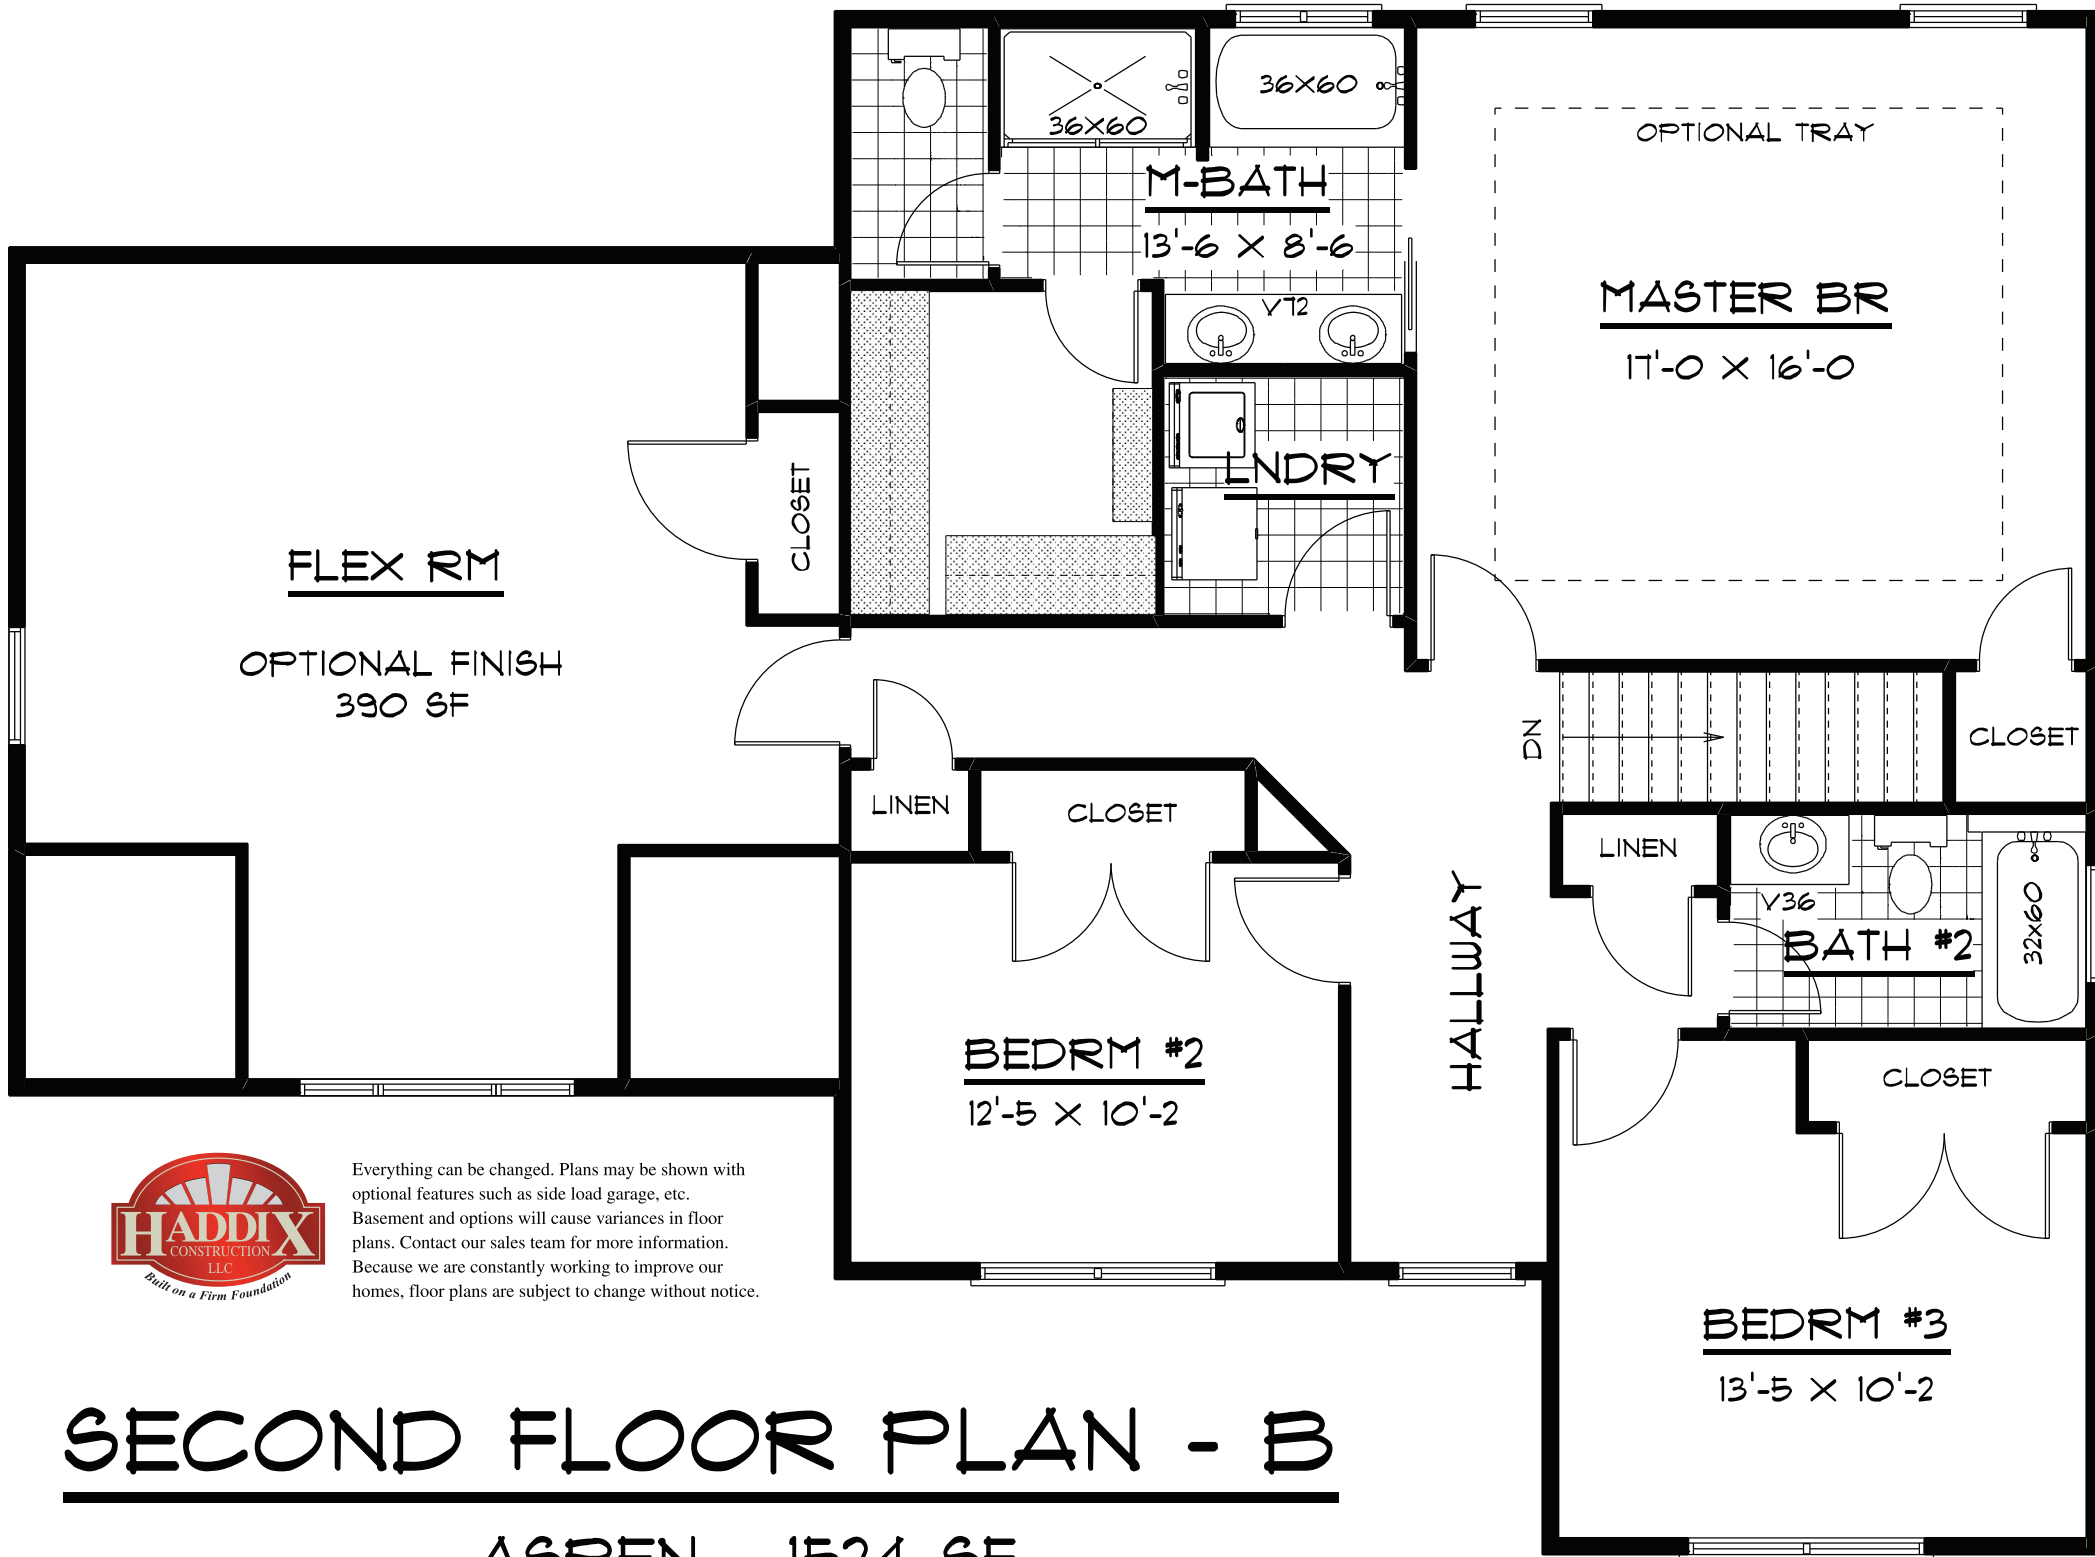 36X60
36X60
OPTIONAL TRAY
M-BATH
13'-6 X 8'-6
V72
MASTER BR
17'-0 X 16'-0
LNDRY
CLOSET
FLEX RM
OPTIONAL FINISH
390 SF
DN
CLOSET
LINEN
CLOSET
LINEN
V36
BATH #2
32x60
HALLWAY
BEDRM #2
12'-5 X 10'-2
CLOSET
HADDIX
CONSTRUCTION
LLC
Built on a Firm Foundation
Everything can be changed. Plans may be shown with
optional features such as side load garage, etc.
Basement and options will cause variances in floor
plans. Contact our sales team for more information.
Because we are constantly working to improve our
homes, floor plans are subject to change without notice.
BEDRM #3
13'-5 X 10'-2
SECOND FLOOR PLAN - B
ASPEN 1524 SF